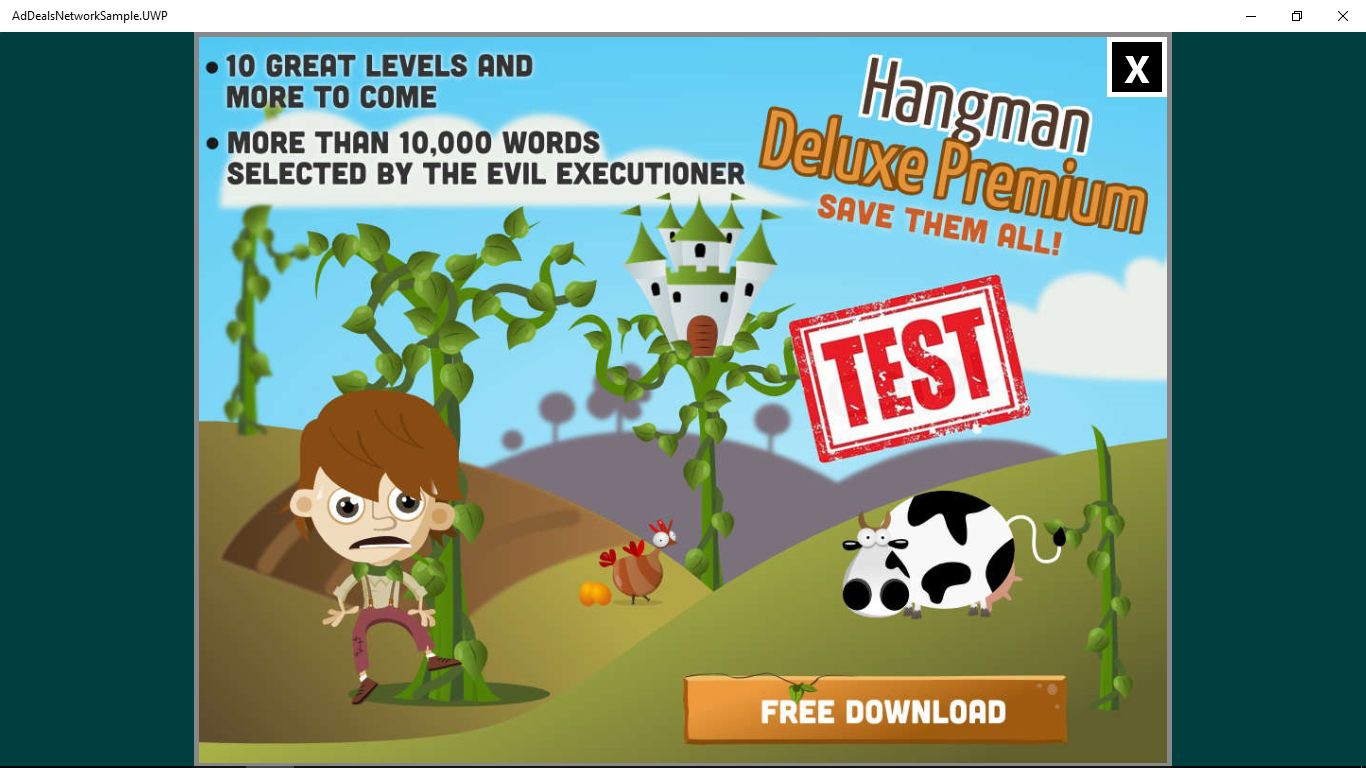 AdDealsNetworkSample.UWP
X
• 10 GREAT LEVELS AND
MORE TO COME
• MORE THAN 10,000 WORDS
SELECTED BY THE EVIL EXECUTIONER
Hangman
Deluxe Premium
SAVE THEM ALL!
TEST
FREE DOWNLOAD